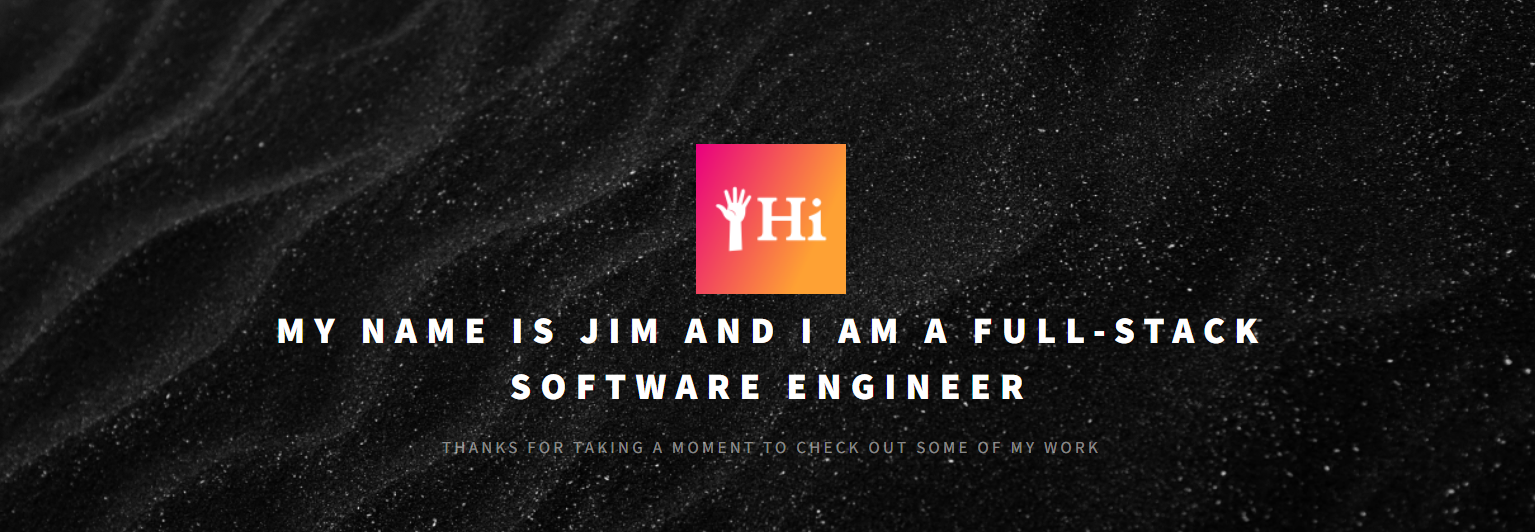 Hi
MY NAME IS JIM AND I AM A FULL-STACK
SOFTWARE ENGINEER
THANKS FOR TAKING A MOMENT TO CHECK OUT SOME OF MY WORK